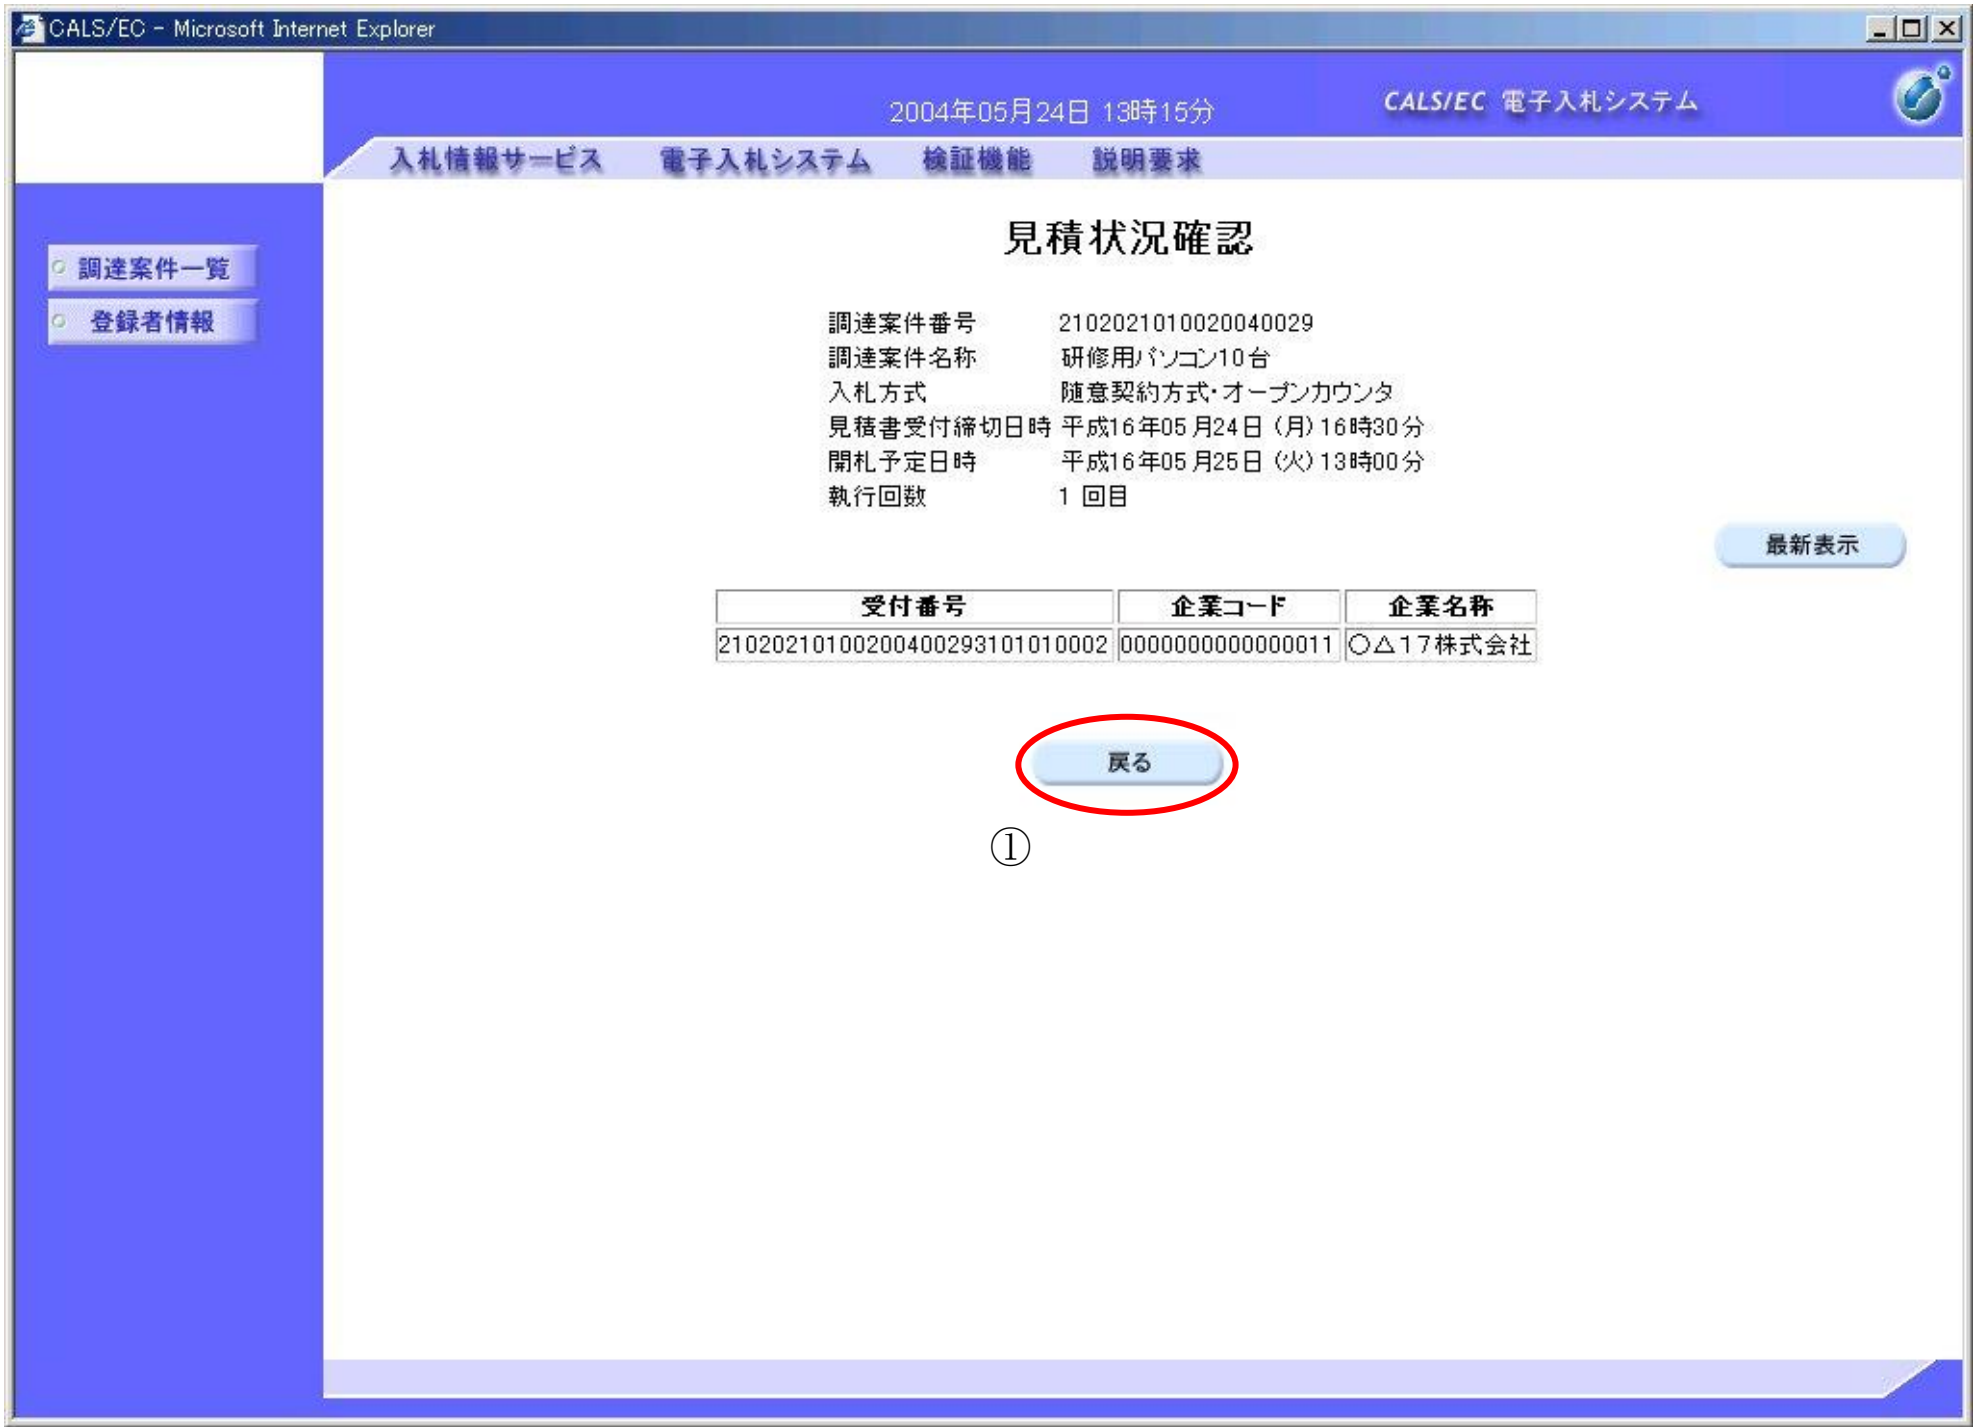 CALS/EC - Microsoft Internet Explorer
2004年05月24日 13時15分
CALS/EC 電子入札システム
入札情報サービス 電子入札システム 検証機能 説明要求
調達案件一覧
登録者情報
見積状況確認
調達案件番号 2102021010020040029
調達案件名称 研修用パソコン10台
入札方式 随意契約方式・オープンカウンタ
見積書受付締切日時 平成16年05月24日（月）16時30分
開札予定日時 平成16年05月25日（火）13時00分
執行回数 1 回目
最新表示
受付番号 企業コード 企業名称
21020210100200400293101010002 0000000000000011 〇△17株式会社
戻る
①